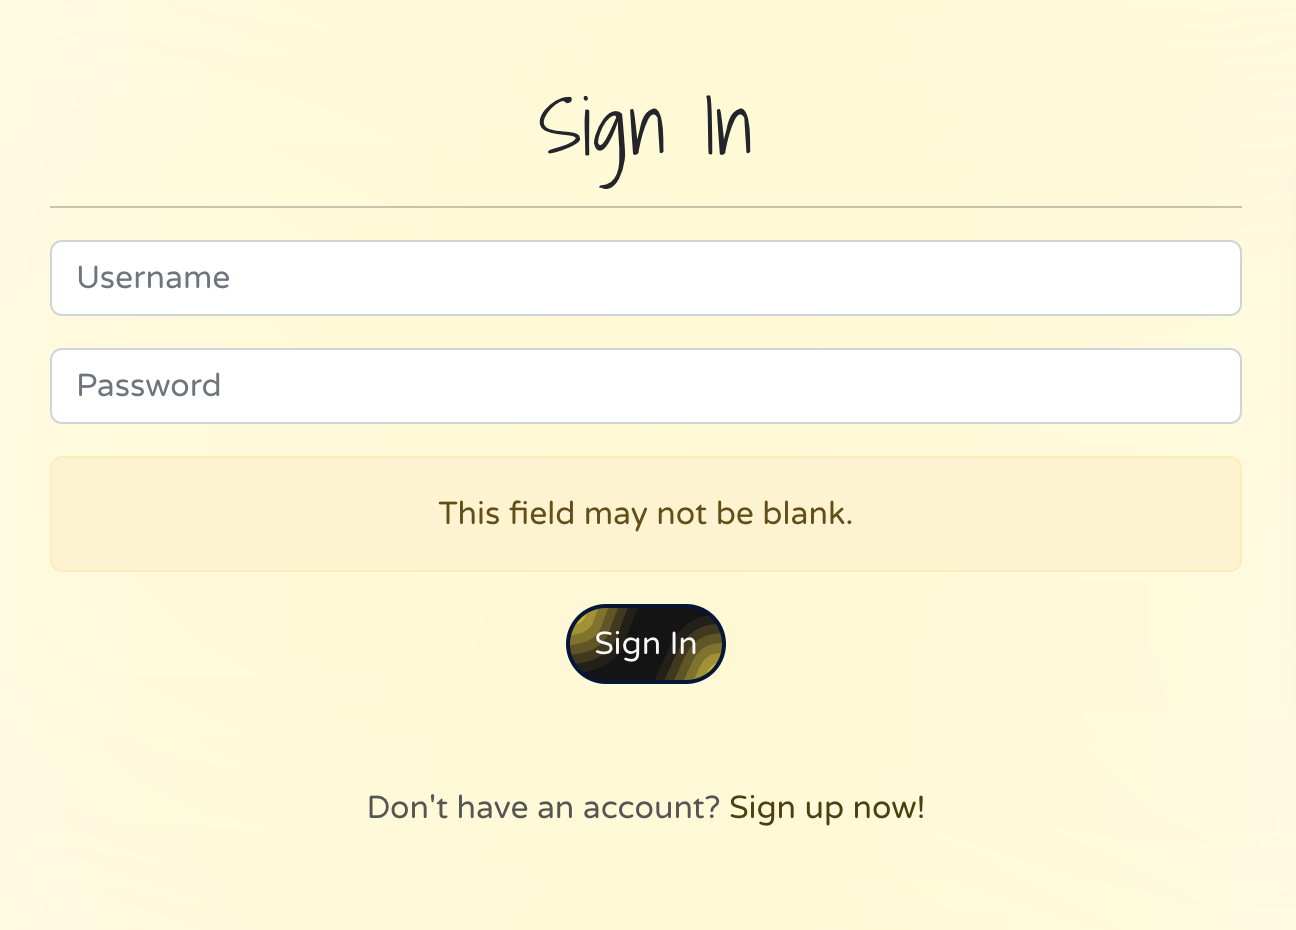 Sign In
Username
Password
This field may not be blank.
Sign In
Don't have an account? Sign up now!